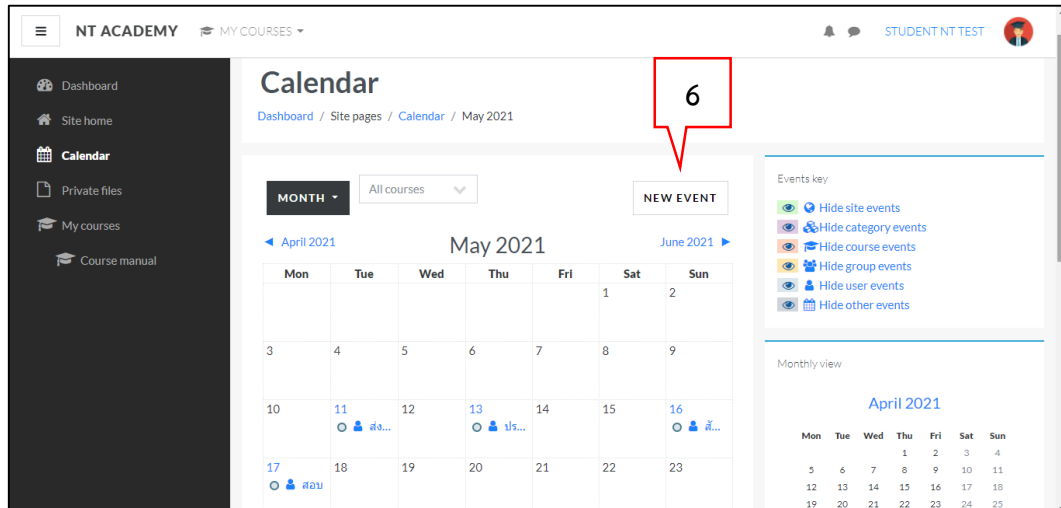 NT ACADEMY MY COURSES STUDENT NT TEST
Dashboard
Site home
Calendar
Private files
My courses
Course manual
Calendar
Dashboard / Site pages / Calendar / May 2021
6
MONTH All courses NEW EVENT
◄ April 2021 May 2021 June 2021 ►
Mon Tue Wed Thu Fri Sat Sun
1 2
3 4 5 6 7 8 9
10 11 12 13 14 15 16
ส่ง... ปร... สั...
17 18 19 20 21 22 23
สอบ
Events key
Hide site events
Hide category events
Hide course events
Hide group events
Hide user events
Hide other events
Monthly view
April 2021
Mon Tue Wed Thu Fri Sat Sun
1 2 3 4
5 6 7 8 9 10 11
12 13 14 15 16 17 18
19 20 21 22 23 24 25